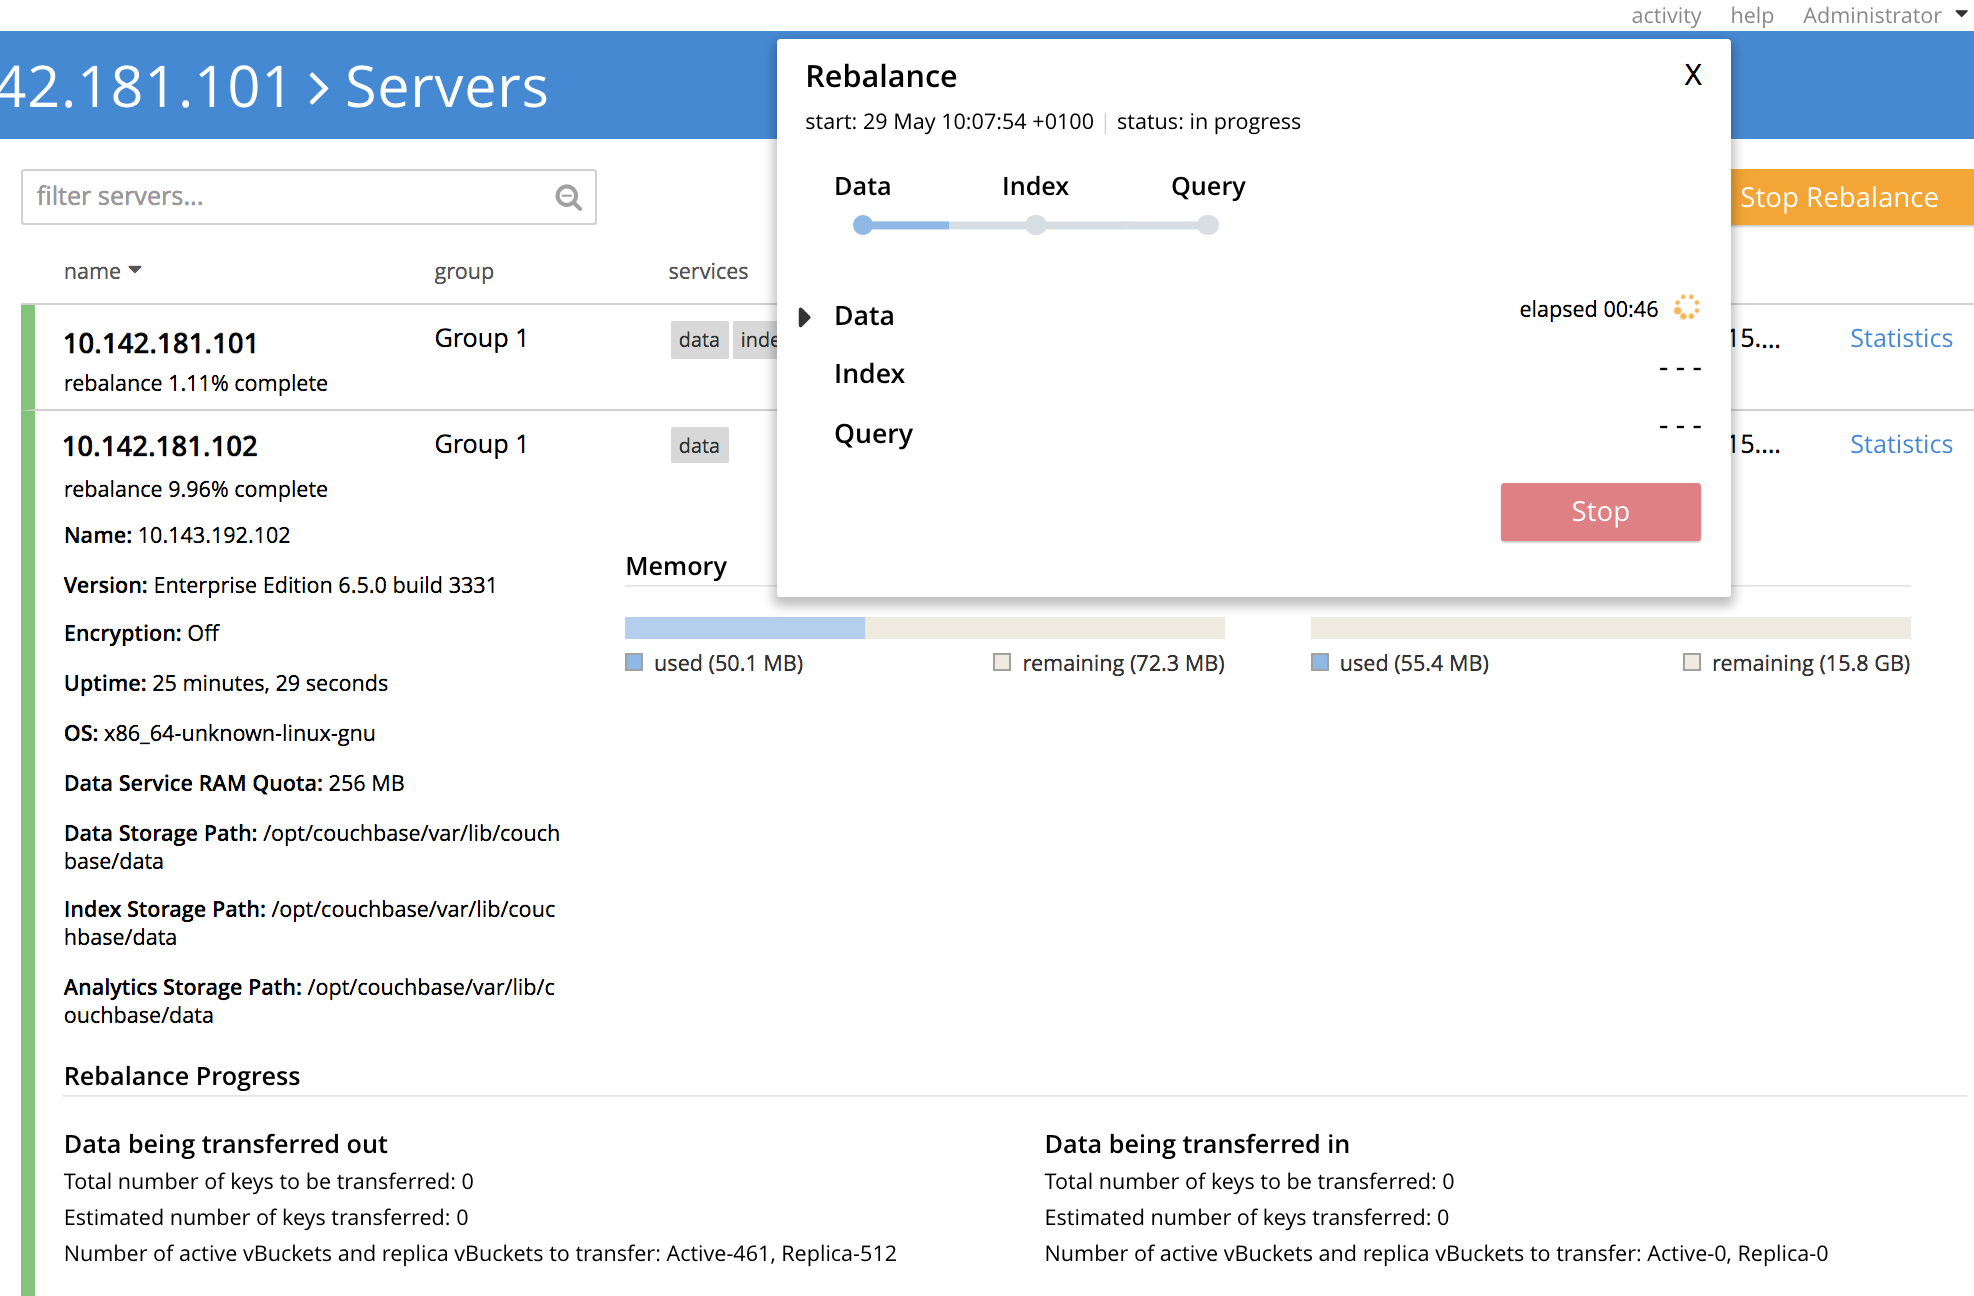 activity help Administrator
42.181.101 > Servers
Rebalance X
start: 29 May 10:07:54 +0100 | status: in progress
filter servers...
Data Index Query
Stop Rebalance
name group services
Data elapsed 00:46
10.142.181.101 Group 1 data inde 15.... Statistics
rebalance 1.11% complete
Index - - -
Query - - -
10.142.181.102 Group 1 data 15.... Statistics
rebalance 9.96% complete
Stop
Name: 10.143.192.102
Memory
Version: Enterprise Edition 6.5.0 build 3331
Encryption: Off
used (50.1 MB) remaining (72.3 MB) used (55.4 MB) remaining (15.8 GB)
Uptime: 25 minutes, 29 seconds
OS: x86_64-unknown-linux-gnu
Data Service RAM Quota: 256 MB
Data Storage Path: /opt/couchbase/var/lib/couch
base/data
Index Storage Path: /opt/couchbase/var/lib/couc
hbase/data
Analytics Storage Path: /opt/couchbase/var/lib/c
ouchbase/data
Rebalance Progress
Data being transferred out
Total number of keys to be transferred: 0
Estimated number of keys transferred: 0
Number of active vBuckets and replica vBuckets to transfer: Active-461, Replica-512
Data being transferred in
Total number of keys to be transferred: 0
Estimated number of keys transferred: 0
Number of active vBuckets and replica vBuckets to transfer: Active-0, Replica-0